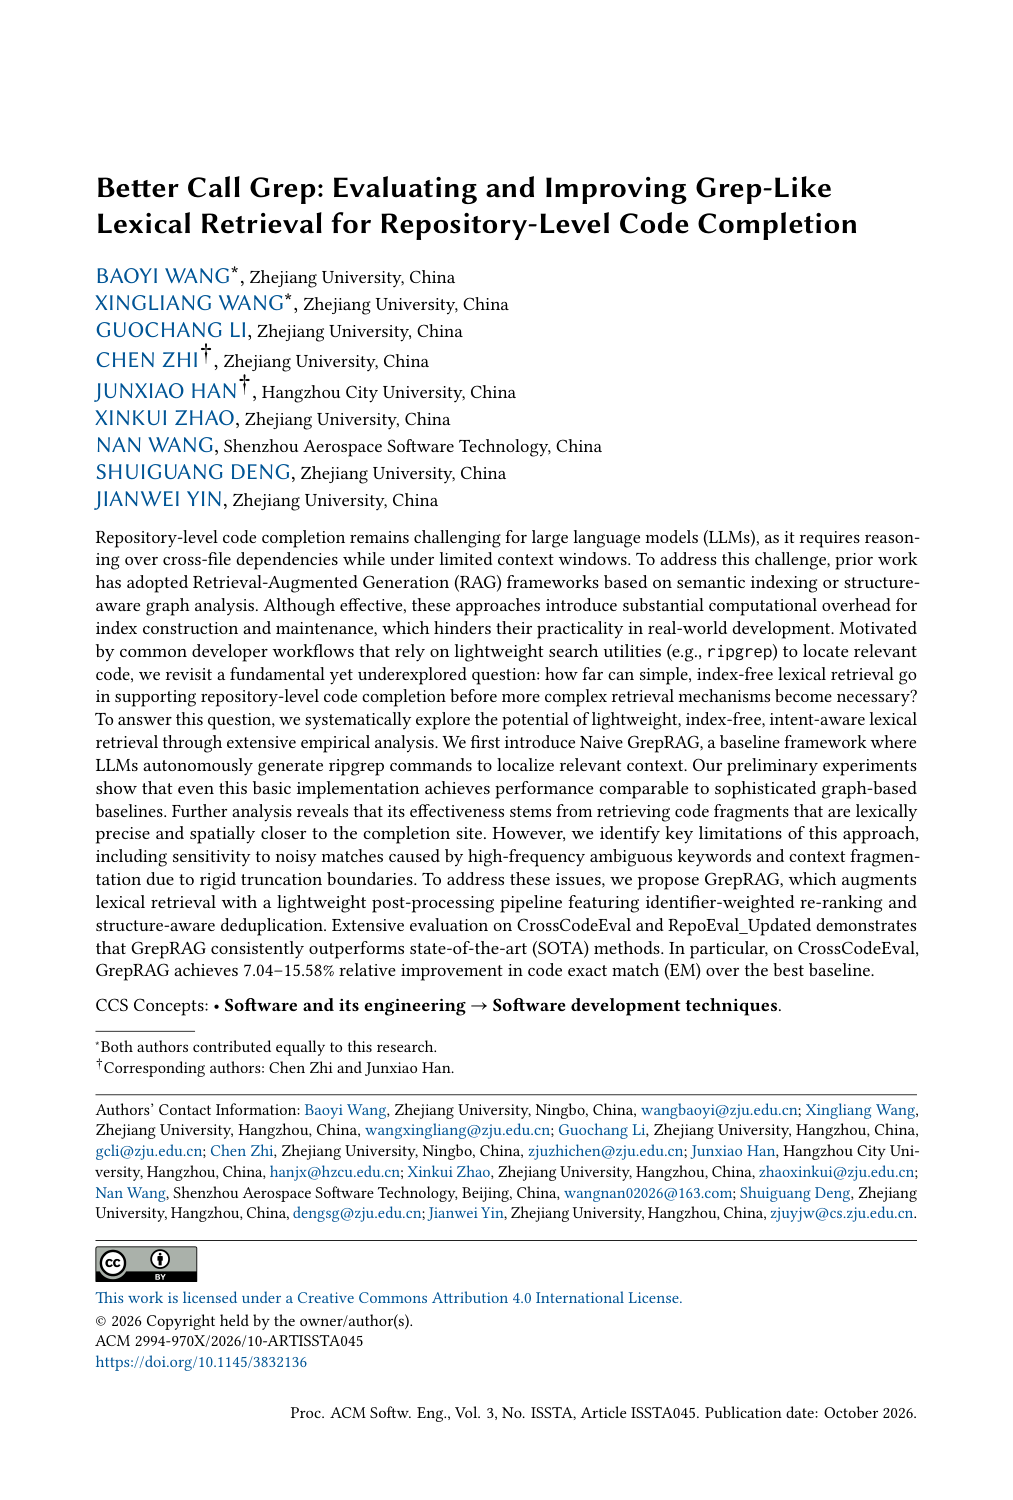 Better Call Grep: Evaluating and Improving Grep-Like
Lexical Retrieval for Repository-Level Code Completion
BAOYI WANG*, Zhejiang University, China
XINGLIANG WANG*, Zhejiang University, China
GUOCHANG LI, Zhejiang University, China
CHEN ZHI†, Zhejiang University, China
JUNXIAO HAN†, Hangzhou City University, China
XINKUI ZHAO, Zhejiang University, China
NAN WANG, Shenzhou Aerospace Software Technology, China
SHUIGUANG DENG, Zhejiang University, China
JIANWEI YIN, Zhejiang University, China
Repository-level code completion remains challenging for large language models (LLMs), as it requires reason-
ing over cross-file dependencies while under limited context windows. To address this challenge, prior work
has adopted Retrieval-Augmented Generation (RAG) frameworks based on semantic indexing or structure-
aware graph analysis. Although effective, these approaches introduce substantial computational overhead for
index construction and maintenance, which hinders their practicality in real-world development. Motivated
by common developer workflows that rely on lightweight search utilities (e.g., ripgrep) to locate relevant
code, we revisit a fundamental yet underexplored question: how far can simple, index-free lexical retrieval go
in supporting repository-level code completion before more complex retrieval mechanisms become necessary?
To answer this question, we systematically explore the potential of lightweight, index-free, intent-aware lexical
retrieval through extensive empirical analysis. We first introduce Naive GrepRAG, a baseline framework where
LLMs autonomously generate ripgrep commands to localize relevant context. Our preliminary experiments
show that even this basic implementation achieves performance comparable to sophisticated graph-based
baselines. Further analysis reveals that its effectiveness stems from retrieving code fragments that are lexically
precise and spatially closer to the completion site. However, we identify key limitations of this approach,
including sensitivity to noisy matches caused by high-frequency ambiguous keywords and context fragmen-
tation due to rigid truncation boundaries. To address these issues, we propose GrepRAG, which augments
lexical retrieval with a lightweight post-processing pipeline featuring identifier-weighted re-ranking and
structure-aware deduplication. Extensive evaluation on CrossCodeEval and RepoEval_Updated demonstrates
that GrepRAG consistently outperforms state-of-the-art (SOTA) methods. In particular, on CrossCodeEval,
GrepRAG achieves 7.04–15.58% relative improvement in code exact match (EM) over the best baseline.
CCS Concepts: • Software and its engineering → Software development techniques.
*Both authors contributed equally to this research.
†Corresponding authors: Chen Zhi and Junxiao Han.
Authors' Contact Information: Baoyi Wang, Zhejiang University, Ningbo, China, wangbaoyi@zju.edu.cn; Xingliang Wang,
Zhejiang University, Hangzhou, China, wangxingliang@zju.edu.cn; Guochang Li, Zhejiang University, Hangzhou, China,
gcli@zju.edu.cn; Chen Zhi, Zhejiang University, Ningbo, China, zjuzhichen@zju.edu.cn; Junxiao Han, Hangzhou City Uni-
versity, Hangzhou, China, hanjx@hzcu.edu.cn; Xinkui Zhao, Zhejiang University, Hangzhou, China, zhaoxinkui@zju.edu.cn;
Nan Wang, Shenzhou Aerospace Software Technology, Beijing, China, wangnan02026@163.com; Shuiguang Deng, Zhejiang
University, Hangzhou, China, dengsg@zju.edu.cn; Jianwei Yin, Zhejiang University, Hangzhou, China, zjuyjw@cs.zju.edu.cn.
cc BY
This work is licensed under a Creative Commons Attribution 4.0 International License.
© 2026 Copyright held by the owner/author(s).
ACM 2994-970X/2026/10-ARTISSTA045
https://doi.org/10.1145/3832136
Proc. ACM Softw. Eng., Vol. 3, No. ISSTA, Article ISSTA045. Publication date: October 2026.